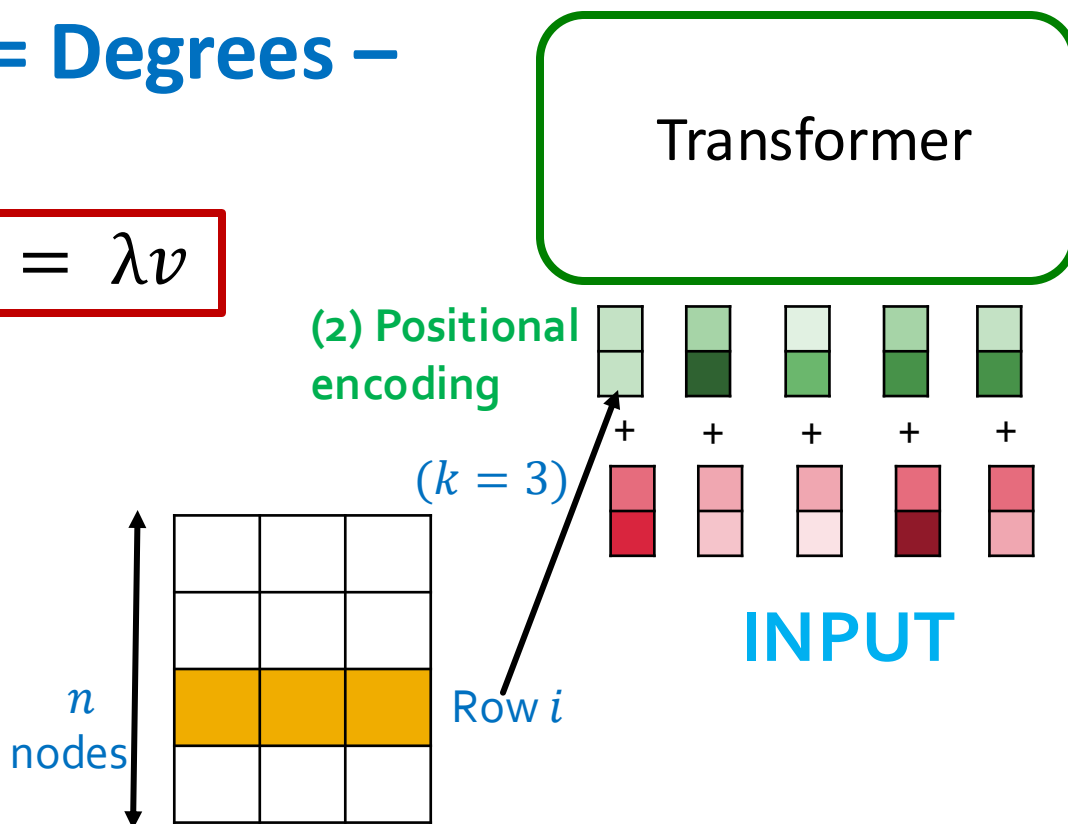 = Degrees –
Transformer
= λv
(2) Positional
encoding
+ + + + +
(k = 3)
INPUT
n
nodes
Row i